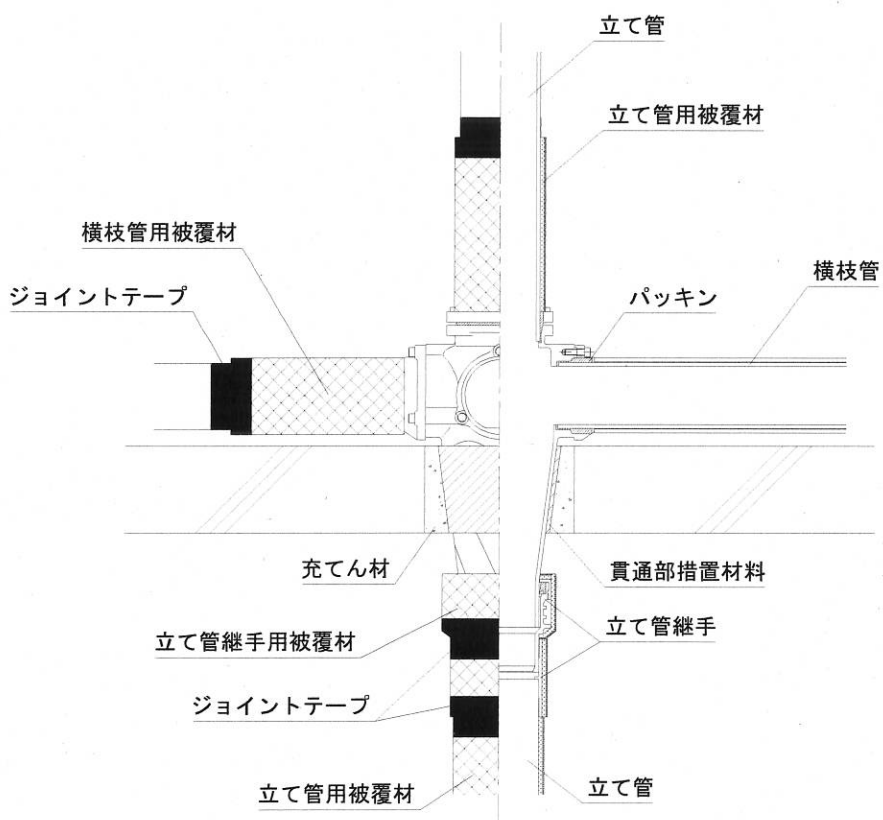 立て管
立て管用被覆材
横枝管用被覆材
横枝管
ジョイントテープ
パッキン
充てん材
貫通部措置材料
立て管継手用被覆材
立て管継手
ジョイントテープ
立て管用被覆材
立て管